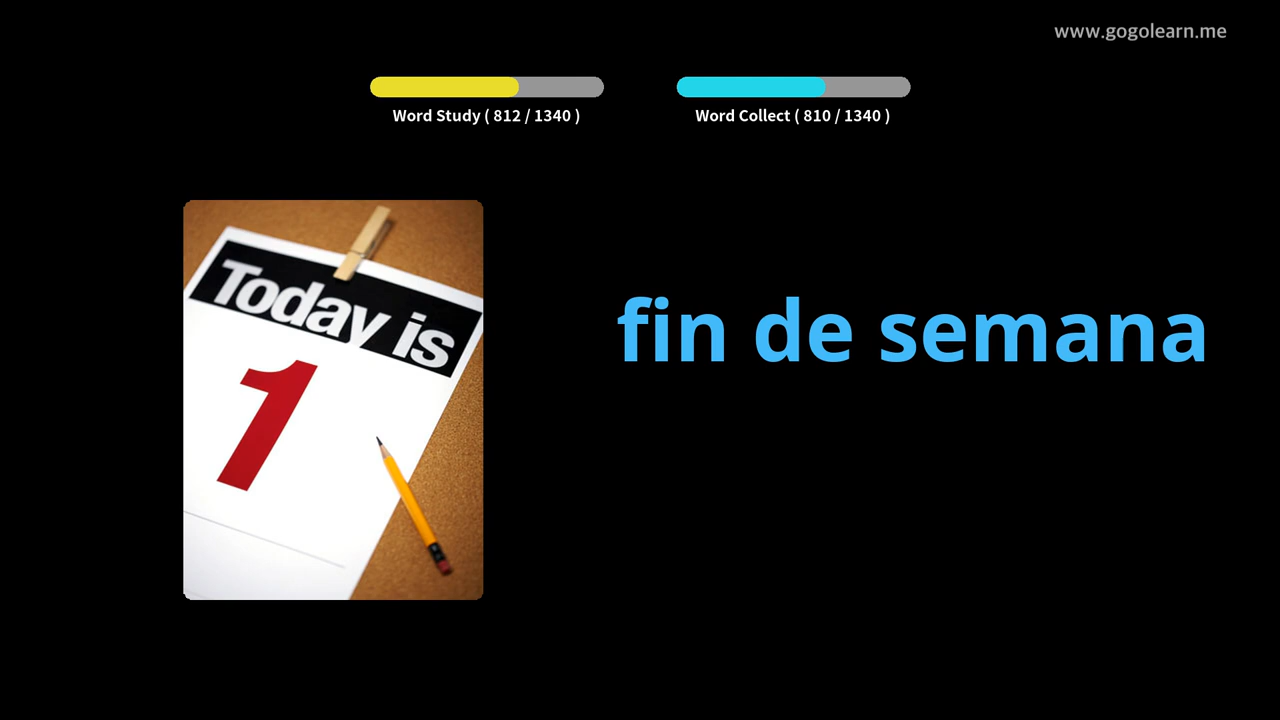 www.gogolearn.me
Word Study ( 812 / 1340 )
Word Collect ( 810 / 1340 )
Today is
1
fin de semana